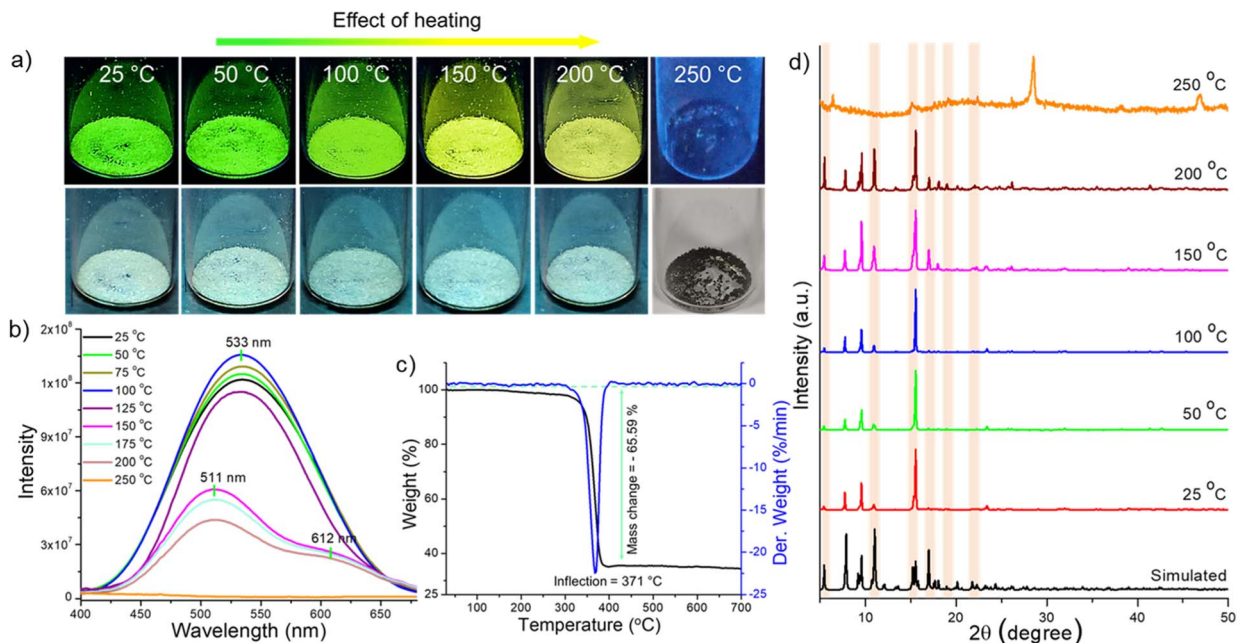 Effect of heating
a)
25 °C 50 °C 100 °C 150 °C 200 °C 250 °C
b)
2x10⁸
1x10⁸
9x10⁷
6x10⁷
3x10⁷
0
Intensity
25 °C
50 °C
75 °C
100 °C
125 °C
150 °C
175 °C
200 °C
250 °C
533 nm
511 nm
612 nm
400 450 500 550 600 650
Wavelength (nm)
c)
100
80
60
40
25
Weight (%)
Mass change = - 65.59 %
Inflection = 371 °C
0
-5
-10
-15
-20
-25
Der. Weight (%/min)
100 200 300 400 500 600 700
Temperature (°C)
d)
250 °C
200 °C
150 °C
100 °C
50 °C
25 °C
Simulated
Intensity (a.u.)
10 20 30 40 50
2θ (degree)